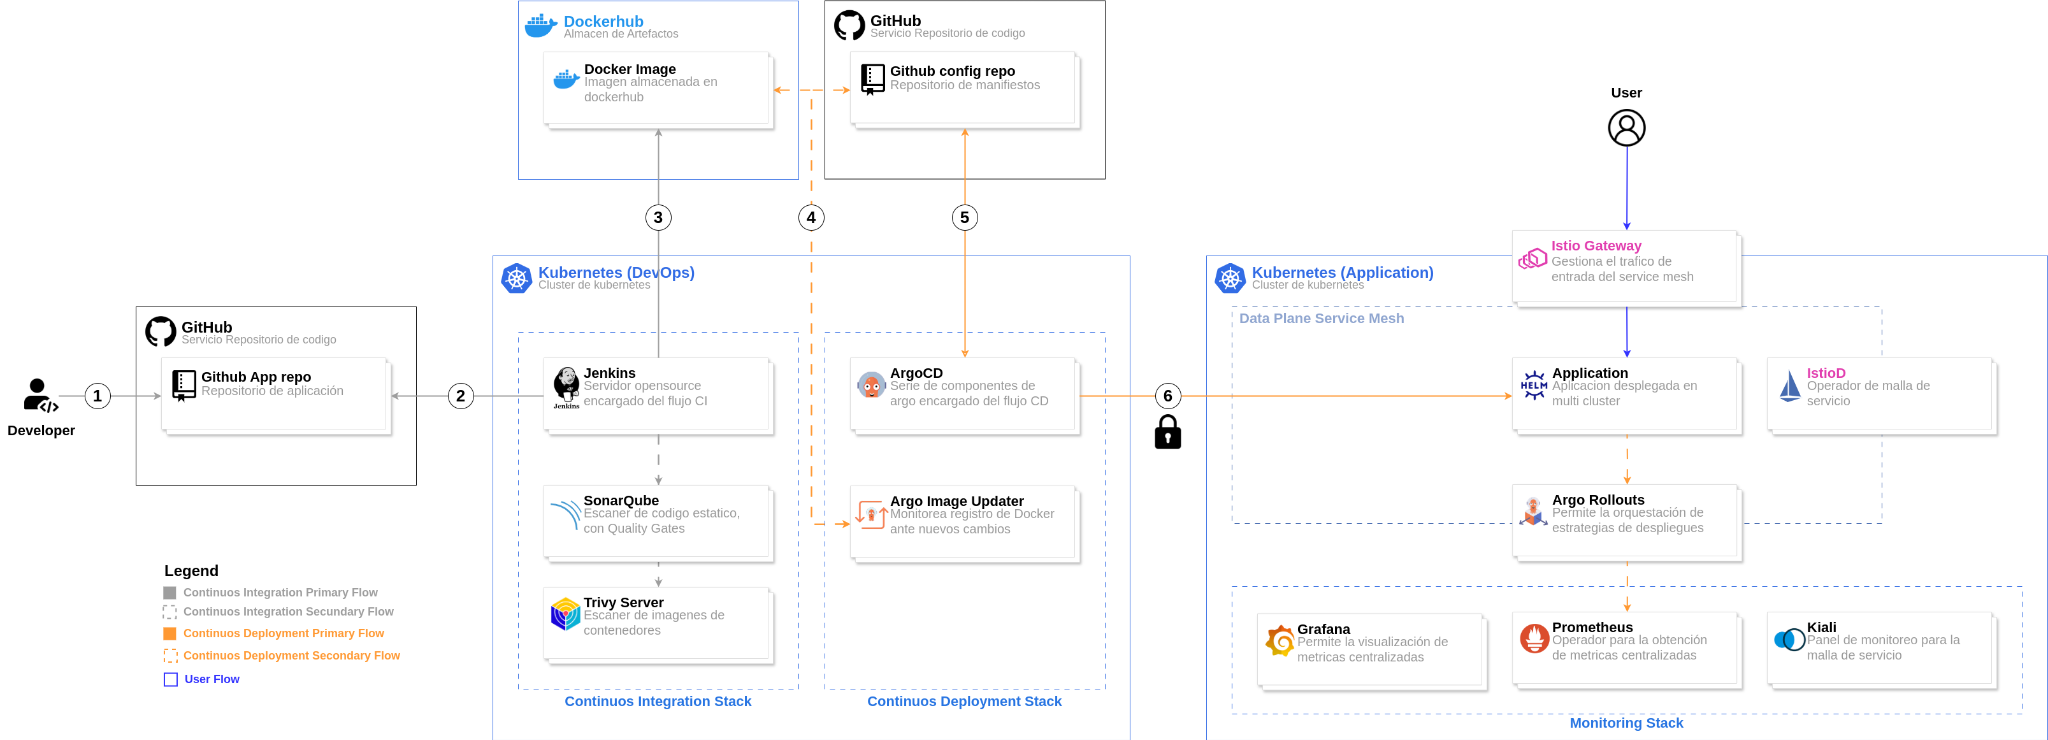 Dockerhub
Almacen de Artefactos
Docker Image
Imagen almacenada en
dockerhub
GitHub
Servicio Repositorio de codigo
Github config repo
Repositorio de manifiestos
User
3
4
5
Istio Gateway
Gestiona el trafico de
entrada del service mesh
Kubernetes (DevOps)
Cluster de kubernetes
Kubernetes (Application)
Cluster de kubernetes
Data Plane Service Mesh
GitHub
Servicio Repositorio de codigo
Github App repo
Repositorio de aplicación
Developer
1
2
Jenkins
Jenkins
Servidor opensource
encargado del flujo CI
ArgoCD
Serie de componentes de
argo encargado del flujo CD
6
HELM
Application
Aplicacion desplegada en
multi cluster
IstioD
Operador de malla de
servicio
SonarQube
Escaner de codigo estatico,
con Quality Gates
Argo Image Updater
Monitorea registro de Docker
ante nuevos cambios
Argo Rollouts
Permite la orquestación de
estrategias de despliegues
Trivy Server
Escaner de imagenes de
contenedores
Grafana
Permite la visualización de
metricas centralizadas
Prometheus
Operador para la obtención
de metricas centralizadas
Kiali
Panel de monitoreo para la
malla de servicio
Continuos Integration Stack
Continuos Deployment Stack
Monitoring Stack
Legend
Continuos Integration Primary Flow
Continuos Integration Secundary Flow
Continuos Deployment Primary Flow
Continuos Deployment Secondary Flow
User Flow